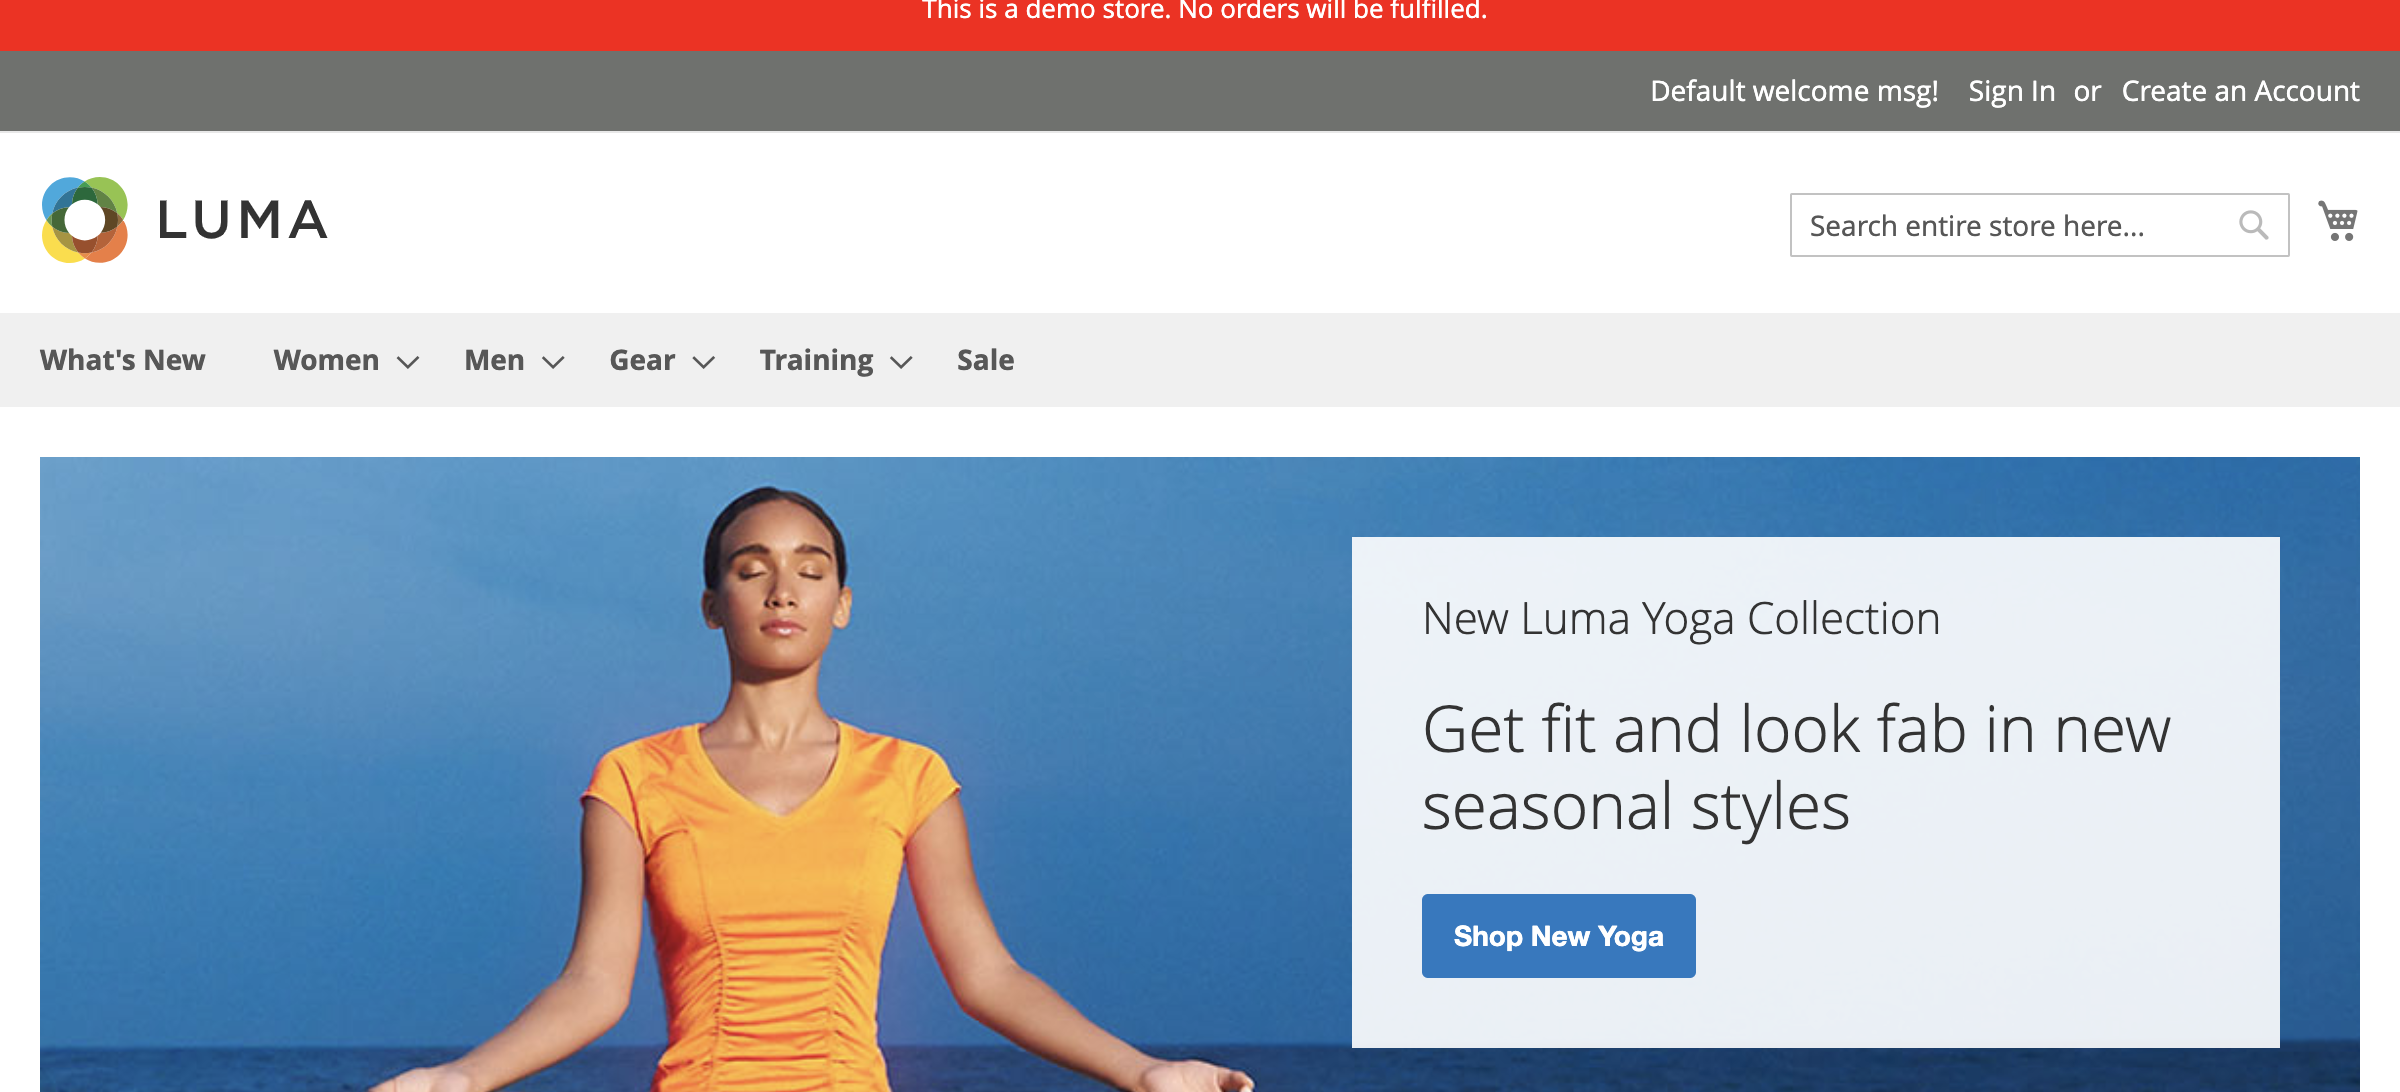 This is a demo store. No orders will be fulfilled.
Default welcome msg! Sign In or Create an Account
LUMA
Search entire store here...
What's New Women Men Gear Training Sale
New Luma Yoga Collection
Get fit and look fab in new
seasonal styles
Shop New Yoga